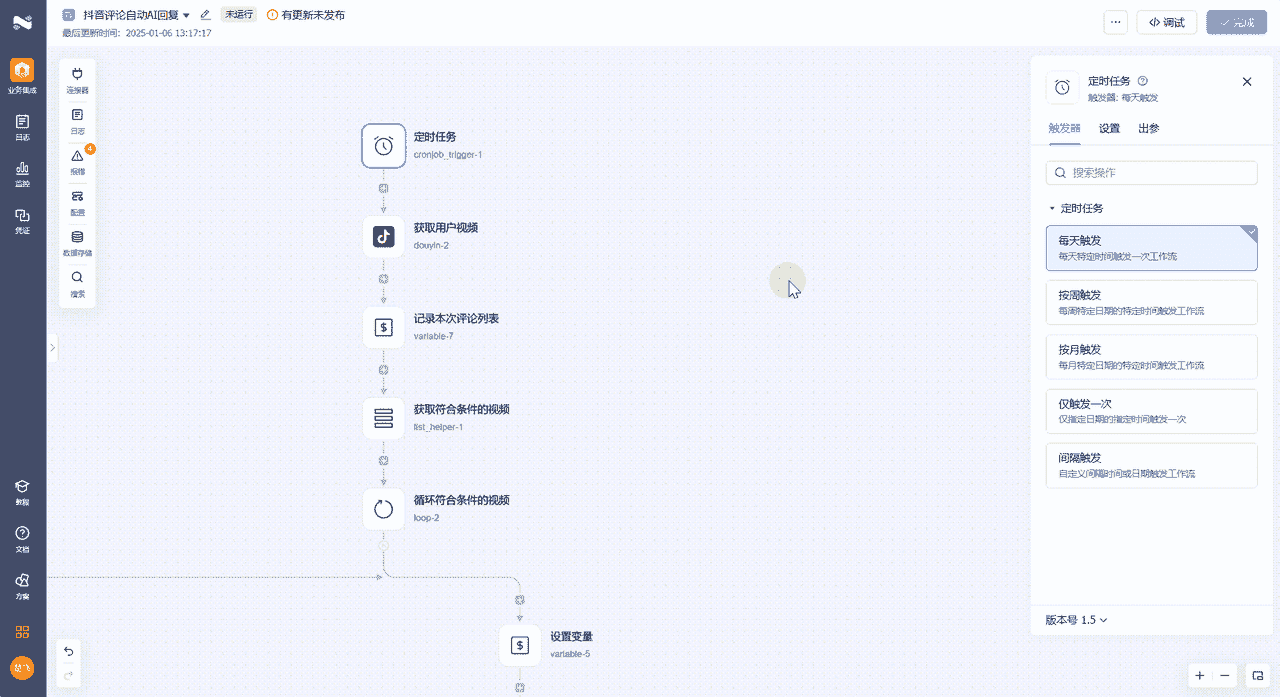 抖音评论自动AI回复
未运行
有更新未发布
最后更新时间：2025-01-06 13:17:17
调试
完成
业务集成
日志
监控
凭证
教程
文档
方案
连接器
日志
4
报错
配置
数据存储
搜索
定时任务
cronjob_trigger-1
获取用户视频
douyin-2
记录本次评论列表
variable-7
获取符合条件的视频
list_helper-1
循环符合条件的视频
loop-2
设置变量
variable-5
定时任务
触发器: 每天触发
触发器
设置
出参
搜索操作
定时任务
每天触发
每天特定时间触发一次工作流
按周触发
每周特定日期的特定时间触发工作流
按月触发
每月特定日期的特定时间触发工作流
仅触发一次
仅指定日期的指定时间触发一次
间隔触发
自定义间隔时间或日期触发工作流
版本号 1.5